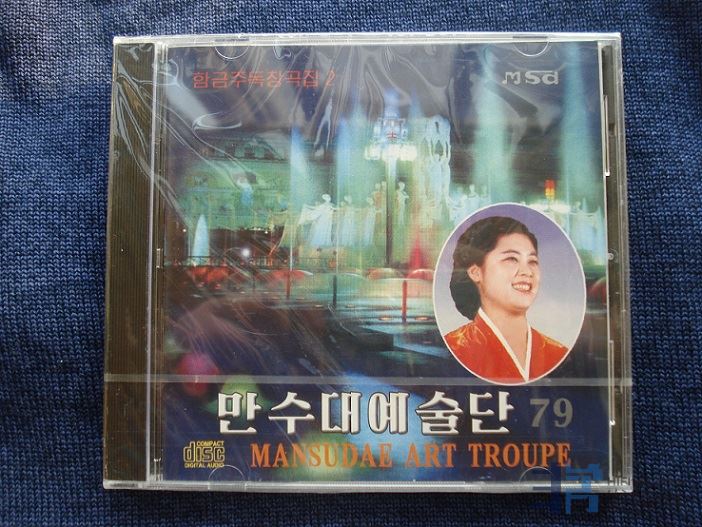 함금주독창곡집 2
msa
만수대예술단 79
COMPACT
disc
DIGITAL AUDIO
MANSUDAE ART TROUPE